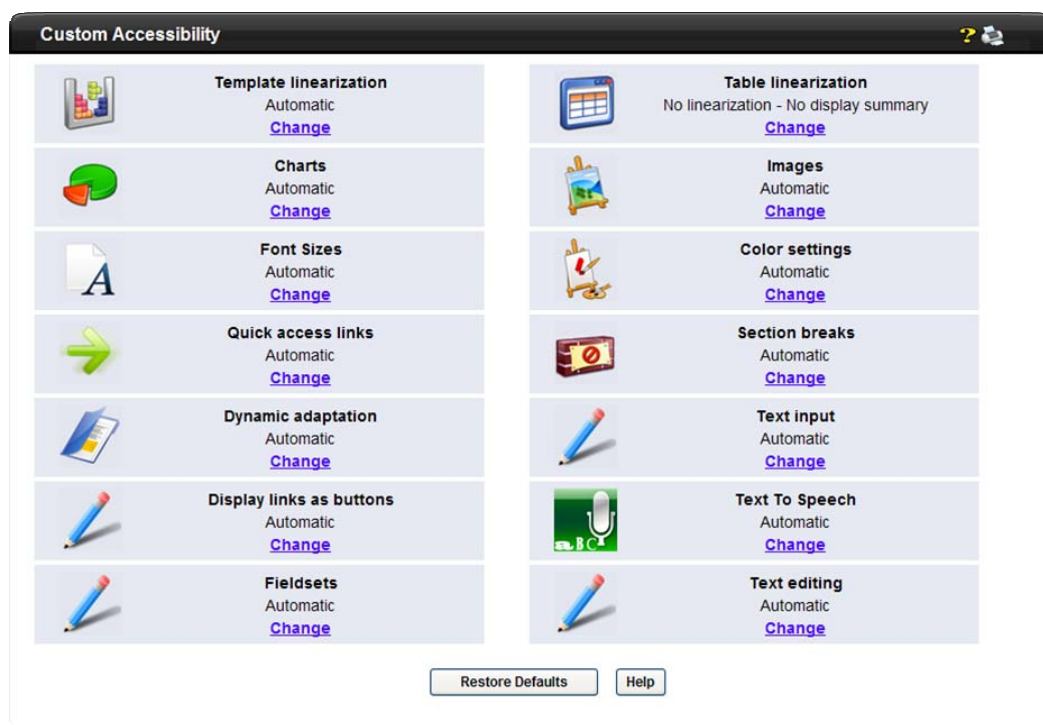 Custom Accessibility
?
Template linearization
Automatic
Change
Table linearization
No linearization - No display summary
Change
Charts
Automatic
Change
Images
Automatic
Change
A
Font Sizes
Automatic
Change
Color settings
Automatic
Change
Quick access links
Automatic
Change
Section breaks
Automatic
Change
Dynamic adaptation
Automatic
Change
Text input
Automatic
Change
Display links as buttons
Automatic
Change
aBC
Text To Speech
Automatic
Change
Fieldsets
Automatic
Change
Text editing
Automatic
Change
Restore Defaults
Help